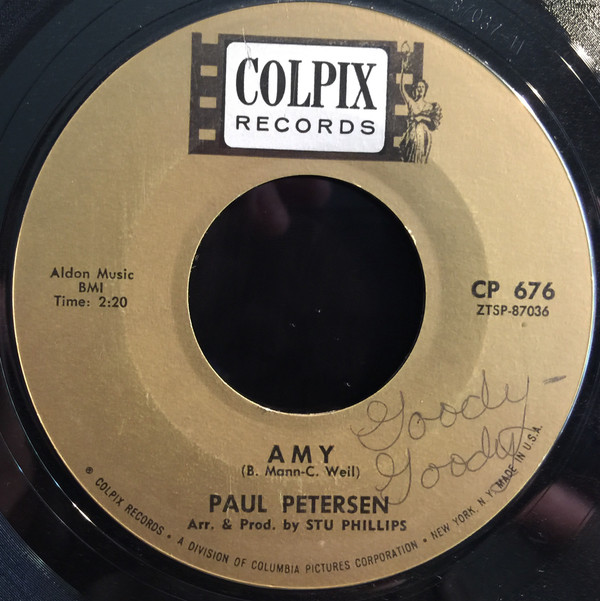 COLPIX
RECORDS
Aldon Music
BMI
Time: 2:20
CP 676
ZTSP-87036
Goody-
Goody
AMY
(B. Mann-C. Weil)
PAUL PETERSEN
Arr. & Prod. by STU PHILLIPS
® COLPIX RECORDS • A DIVISION OF COLUMBIA PICTURES CORPORATION • NEW YORK, N.Y. MADE IN U.S.A.